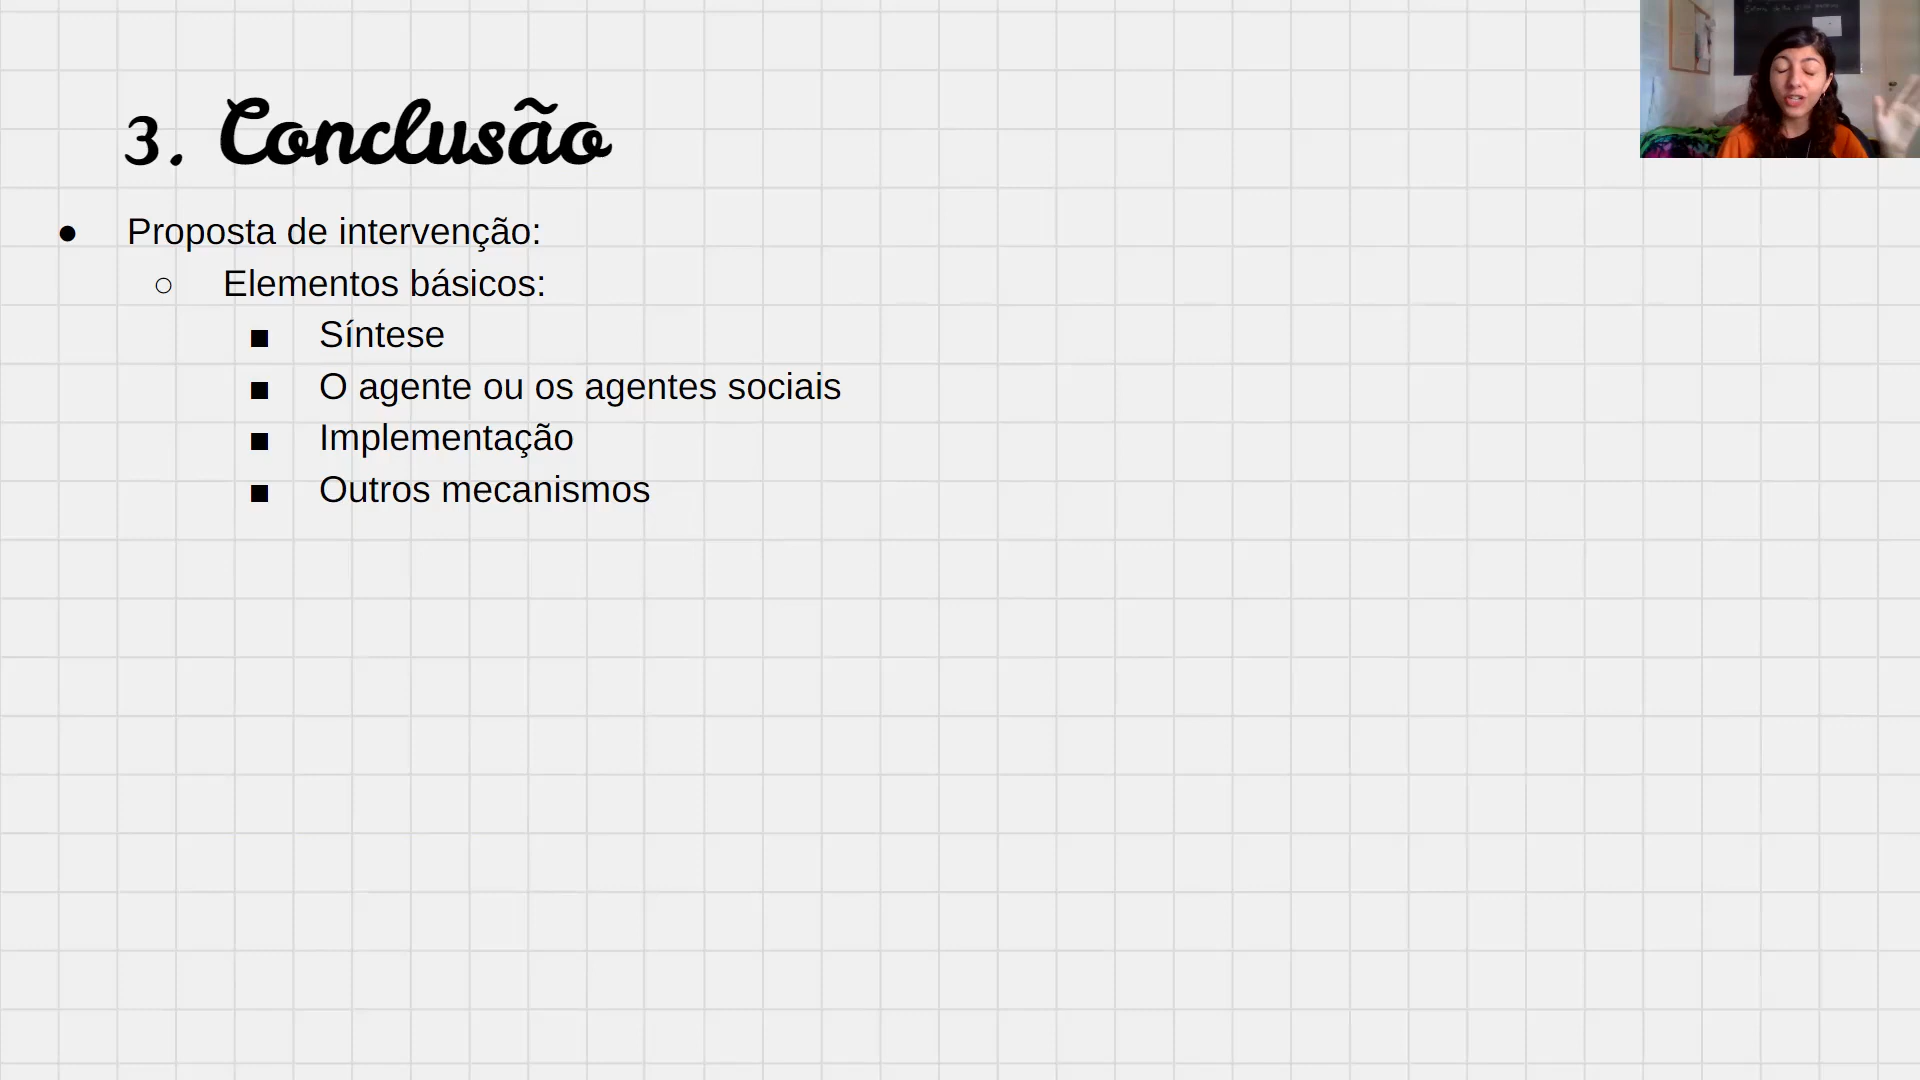 3. Conclusão
● Proposta de intervenção:
○ Elementos básicos:
■ Síntese
■ O agente ou os agentes sociais
■ Implementação
■ Outros mecanismos